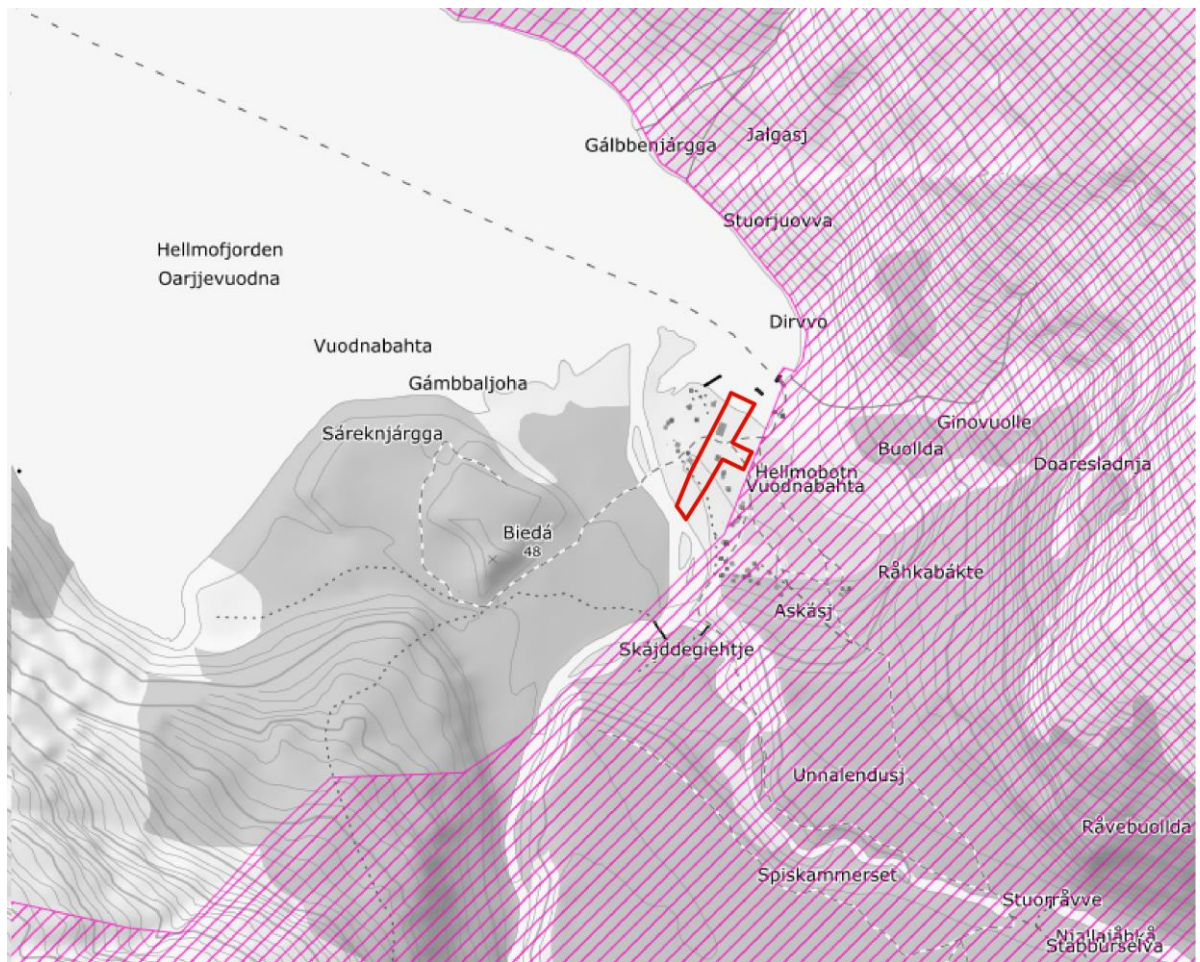 Gálbbenjárgga
Jalgasj
Stuorjuovva
Hellmofjorden
Oarjjevuodna
Dirvvo
Vuodnabahta
Gámbbaljoha
Sáreknjárgga
Ginovuolle
Buollda
Doaresladnja
Hellmobotn
Vuodnabahta
Biedá
48
Råhkabákte
Askásj
Skájddegiehtje
Unnalendusj
Råvebuollda
Spiskammerset
Stuorråvve
Njallajåhkå
Stabburselva